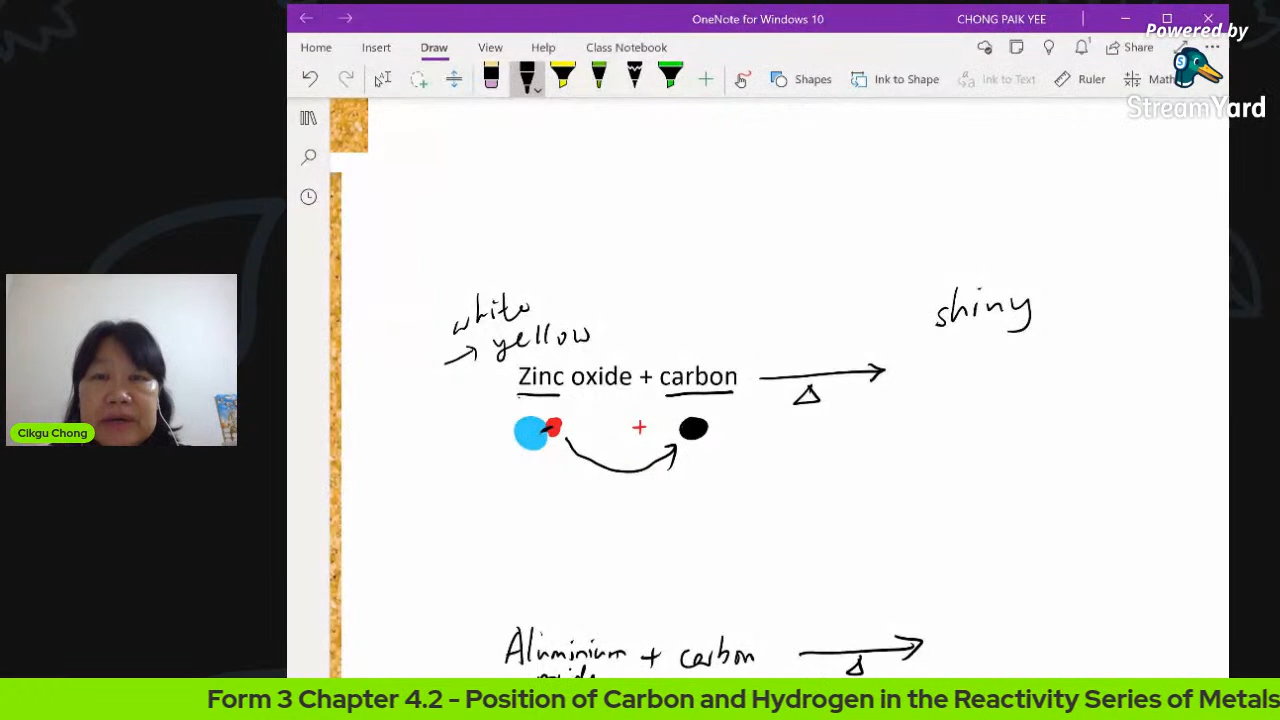 OneNote for Windows 10
CHONG PAIK YEE
Powered by
StreamYard
Home Insert Draw View Help Class Notebook
Share
Shapes Ink to Shape Ink to Text Ruler Math
white
→ yellow
shiny
Zinc oxide + carbon
Δ
+
Cikgu Chong
Aluminium + carbon
oxide
Δ
Form 3 Chapter 4.2 - Position of Carbon and Hydrogen in the Reactivity Series of Metals